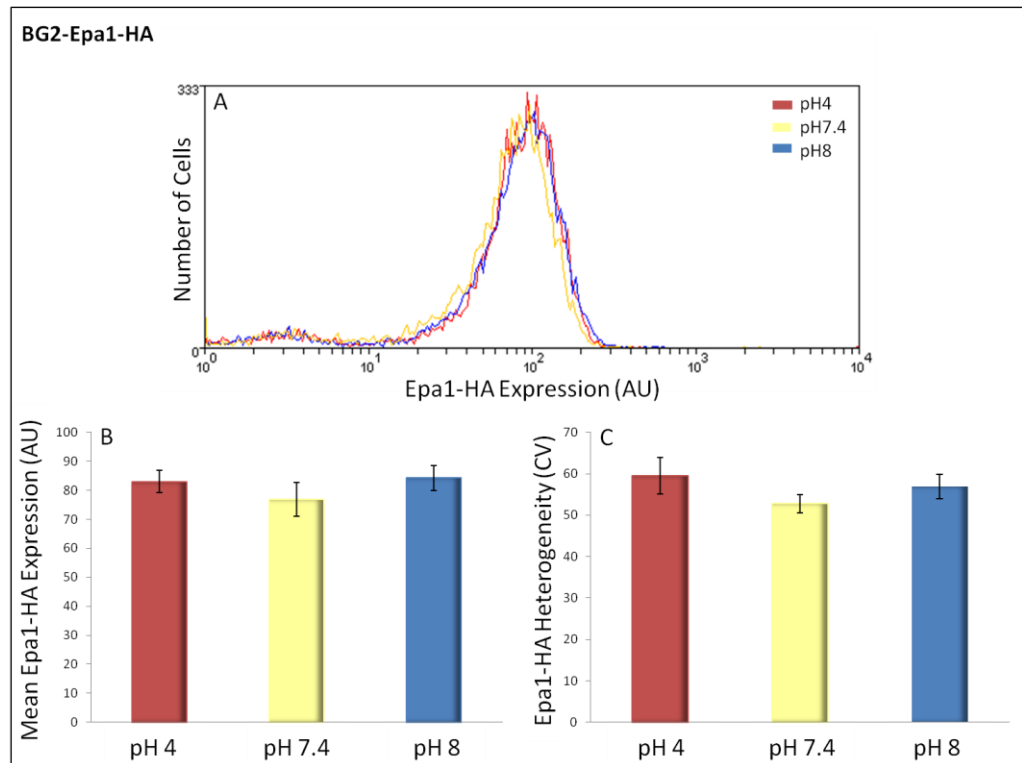 BG2-Epa1-HA
A
333
pH4
pH7.4
pH8
Number of Cells
10^0 10^1 10^2 10^3 10^4
Epa1-HA Expression (AU)
B
Mean Epa1-HA Expression (AU)
100
90
80
70
60
50
40
30
20
10
0
pH 4 pH 7.4 pH 8
C
Epa1-HA Heterogeneity (CV)
70
60
50
40
30
20
10
0
pH 4 pH 7.4 pH 8